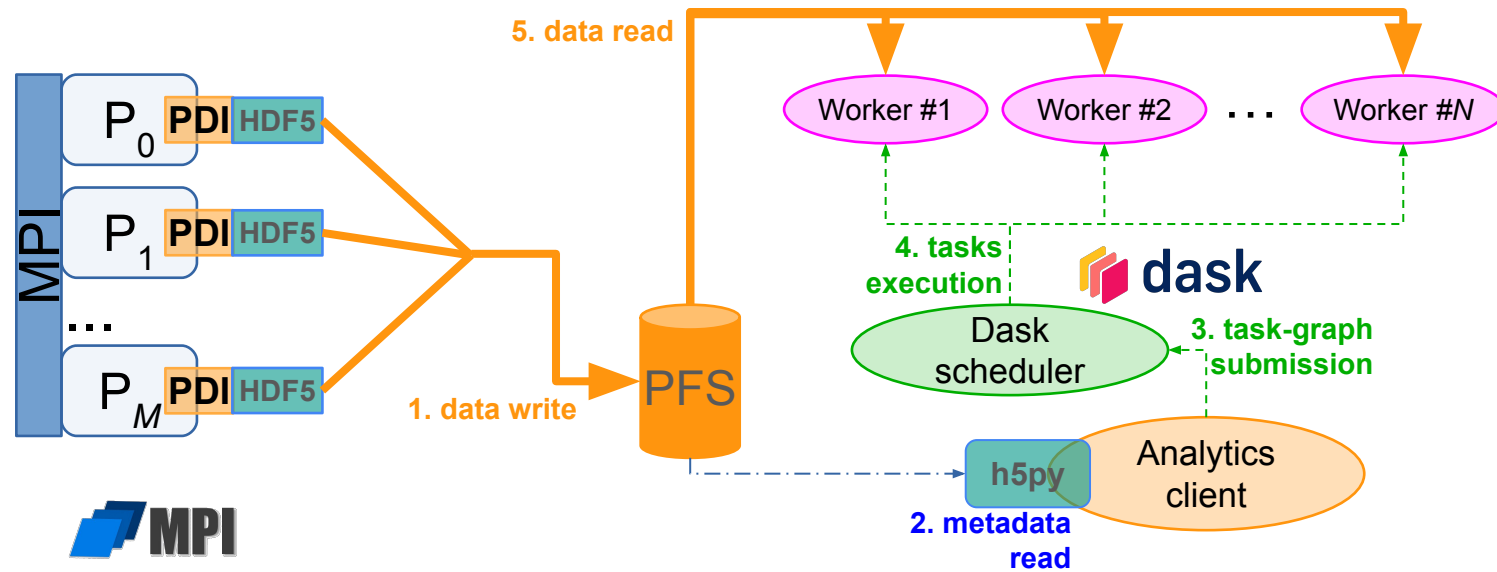 5. data read
MPI
P0 PDI HDF5
P1 PDI HDF5
...
PM PDI HDF5
Worker #1
Worker #2
...
Worker #N
4. tasks
execution
dask
Dask
scheduler
3. task-graph
submission
PFS
1. data write
h5py
Analytics
client
2. metadata
read
MPI